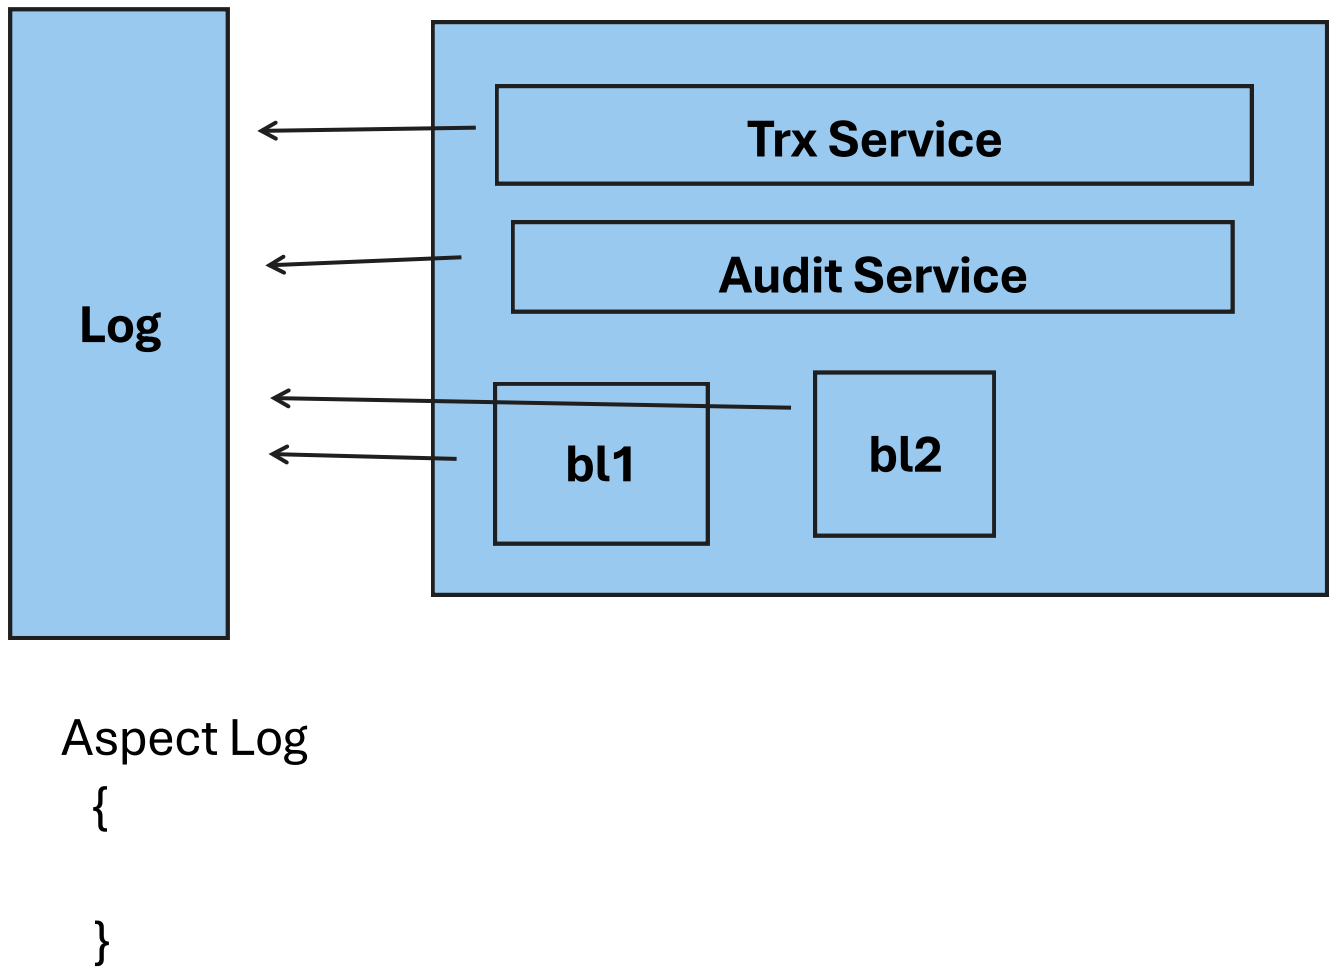 Trx Service
Audit Service
Log
bl1
bl2
Aspect Log
{
}